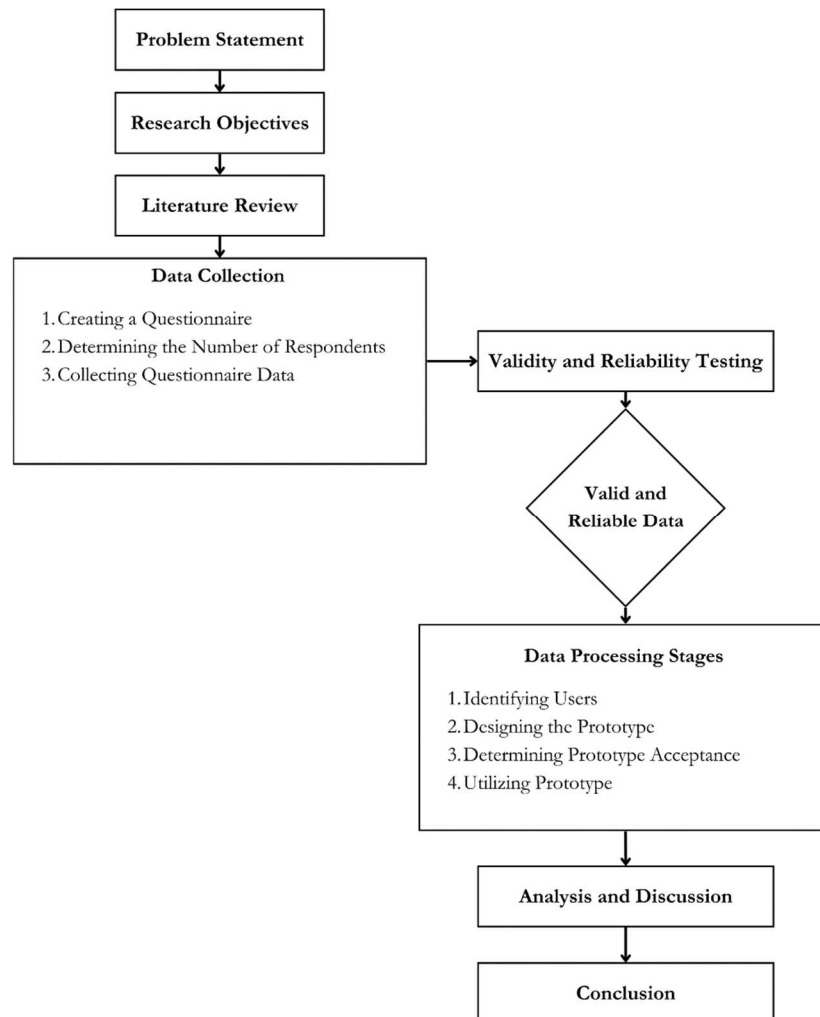 Problem Statement
Research Objectives
Literature Review
Data Collection
1. Creating a Questionnaire
2. Determining the Number of Respondents
3. Collecting Questionnaire Data
Validity and Reliability Testing
Valid and
Reliable Data
Data Processing Stages
1. Identifying Users
2. Designing the Prototype
3. Determining Prototype Acceptance
4. Utilizing Prototype
Analysis and Discussion
Conclusion